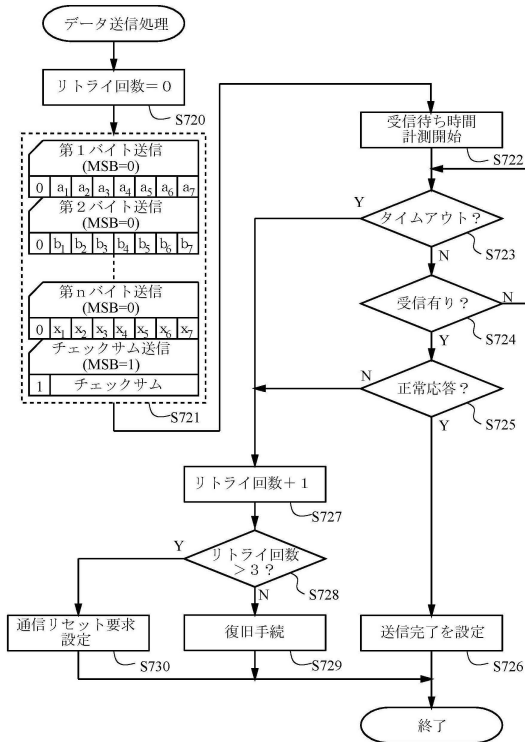 データ送信処理
リトライ回数＝０
S720
第１バイト送信
(MSB=0)
0 a1 a2 a3 a4 a5 a6 a7
第２バイト送信
(MSB=0)
0 b1 b2 b3 b4 b5 b6 b7
第ｎバイト送信
(MSB=0)
0 x1 x2 x3 x4 x5 x6 x7
チェックサム送信
(MSB=1)
1 チェックサム
S721
受信待ち時間
計測開始
S722
タイムアウト？
Y
N
S723
受信有り？
N
Y
S724
正常応答？
N
Y
S725
リトライ回数＋１
S727
リトライ回数
＞３？
Y
N
S728
通信リセット要求
設定
S730
復旧手続
S729
送信完了を設定
S726
終了